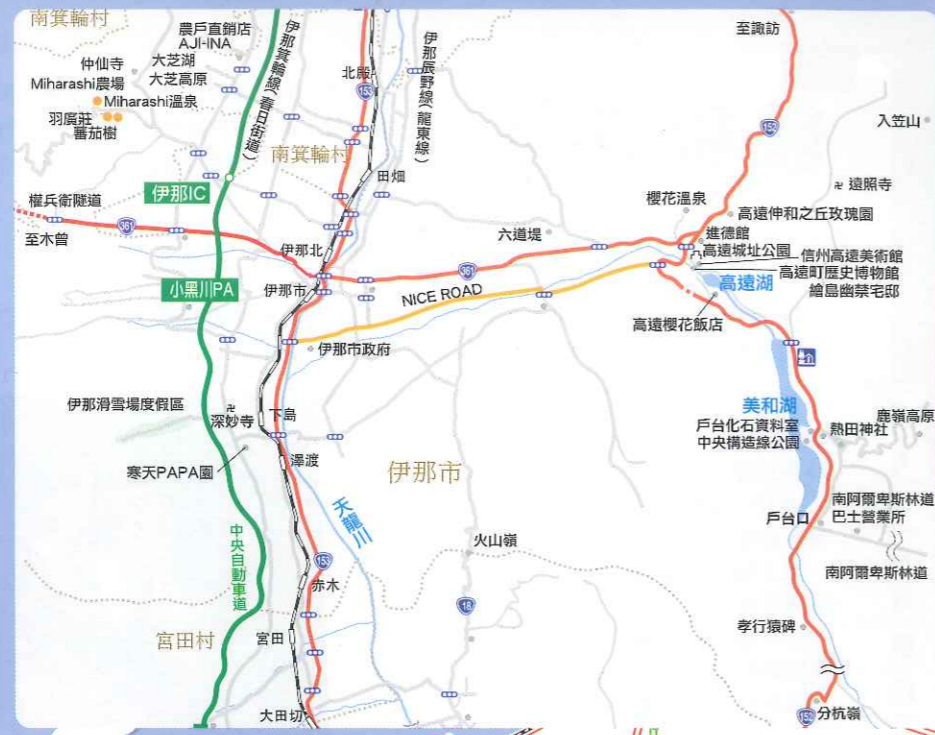 南箕輪村
農戶直銷店
AJI-INA
大芝湖
大芝高原
仲仙寺
Miharashi農場
Miharashi溫泉
羽廣莊
蕃茄樹
伊那箕輪線(春日街道)
北殿
153
伊那辰野線(龍東線)
至諏訪
152
入笠山
南箕輪村
田畑
伊那IC
權兵衛隧道
361
至木曾
伊那北
六道堤
櫻花溫泉
遠照寺
高遠伸和之丘玫瑰園
進德館
高遠城址公園
信州高遠美術館
高遠町歷史博物館
繪島幽禁宅邸
高遠湖
361
小黑川PA
伊那市
NICE ROAD
高遠櫻花飯店
伊那市政府
伊那滑雪場度假區
深妙寺
下島
美和湖
戶台化石資料室
中央構造線公園
熱田神社
鹿嶺高原
寒天PAPA園
澤渡
伊那市
天龍川
戶台口
南阿爾卑斯林道
巴士營業所
南阿爾卑斯林道
火山嶺
中央自動車道
153
赤木
18
宮田村
宮田
孝行猿碑
大田切
152
分杭嶺